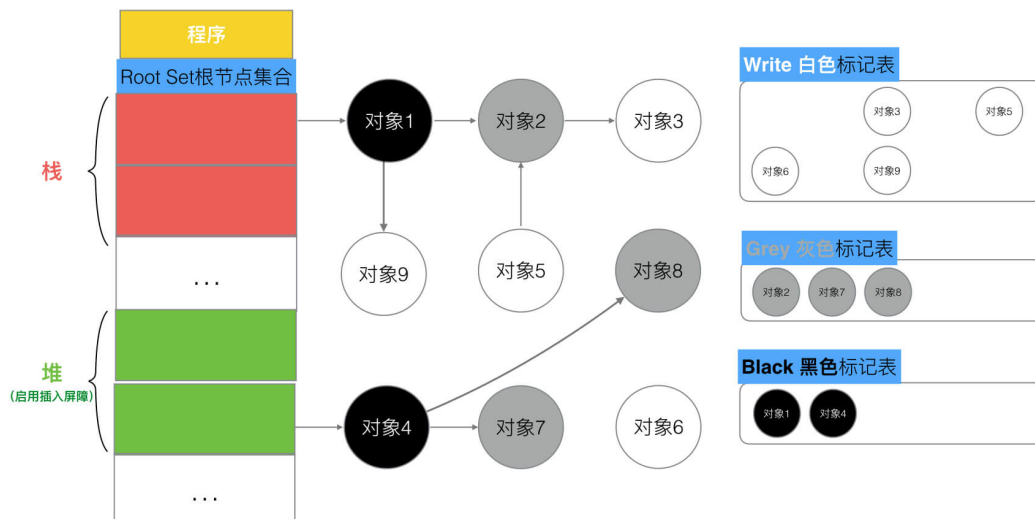 程序
Root Set根节点集合
栈
...
堆
(启用插入屏障)
...
对象1
对象2
对象3
对象9
对象5
对象8
对象4
对象7
对象6
Write 白色标记表
对象3
对象5
对象6
对象9
Grey 灰色标记表
对象2
对象7
对象8
Black 黑色标记表
对象1
对象4